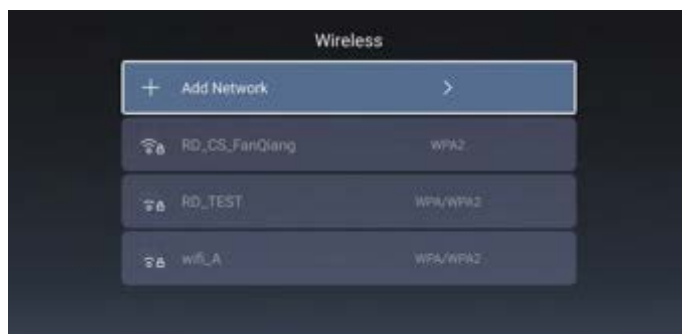 Wireless
+ Add Network >
RD_CS_FanQiang WPA2
RD_TEST WPA/WPA2
wifi_A WPA/WPA2